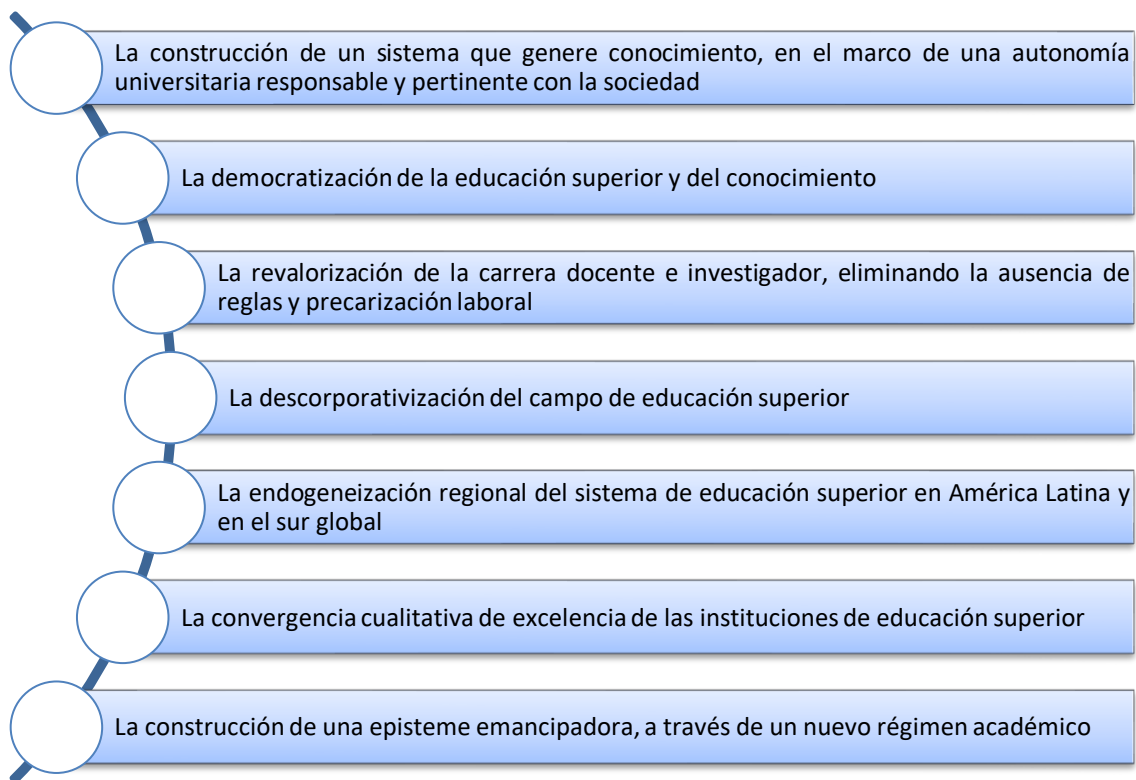 La construcción de un sistema que genere conocimiento, en el marco de una autonomía
universitaria responsable y pertinente con la sociedad
La democratización de la educación superior y del conocimiento
La revalorización de la carrera docente e investigador, eliminando la ausencia de
reglas y precarización laboral
La descorporativización del campo de educación superior
La endogeneización regional del sistema de educación superior en América Latina y
en el sur global
La convergencia cualitativa de excelencia de las instituciones de educación superior
La construcción de una episteme emancipadora, a través de un nuevo régimen académico